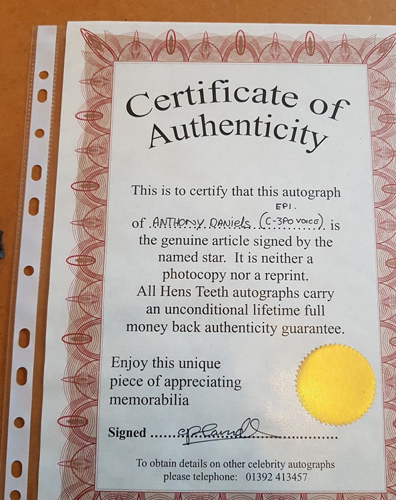 Certificate of
Authenticity
This is to certify that this autograph
EPI.
of ANTHONY DANIELS (C-3PO VOICE) is
the genuine article signed by the
named star. It is neither a
photocopy nor a reprint.
All Hens Teeth autographs carry
an unconditional lifetime full
money back authenticity guarantee.
Enjoy this unique
piece of appreciating
memorabilia
Signed
To obtain details on other celebrity autographs
please telephone: 01392 413457